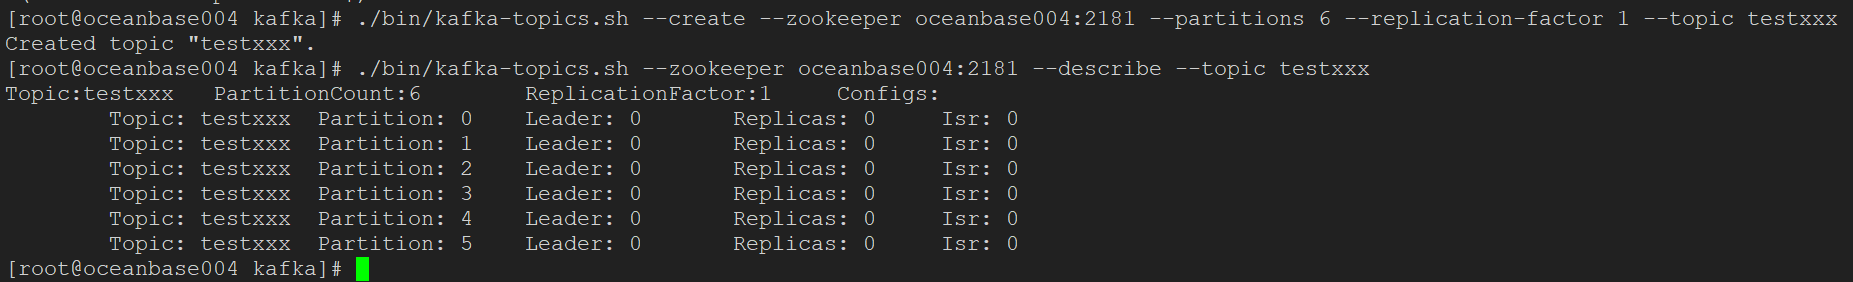 [root@oceanbase004 kafka]# ./bin/kafka-topics.sh --create --zookeeper oceanbase004:2181 --partitions 6 --replication-factor 1 --topic testxxx
Created topic "testxxx".
[root@oceanbase004 kafka]# ./bin/kafka-topics.sh --zookeeper oceanbase004:2181 --describe --topic testxxx
Topic:testxxx   PartitionCount:6        ReplicationFactor:1     Configs:
        Topic: testxxx  Partition: 0    Leader: 0       Replicas: 0     Isr: 0
        Topic: testxxx  Partition: 1    Leader: 0       Replicas: 0     Isr: 0
        Topic: testxxx  Partition: 2    Leader: 0       Replicas: 0     Isr: 0
        Topic: testxxx  Partition: 3    Leader: 0       Replicas: 0     Isr: 0
        Topic: testxxx  Partition: 4    Leader: 0       Replicas: 0     Isr: 0
        Topic: testxxx  Partition: 5    Leader: 0       Replicas: 0     Isr: 0
[root@oceanbase004 kafka]#